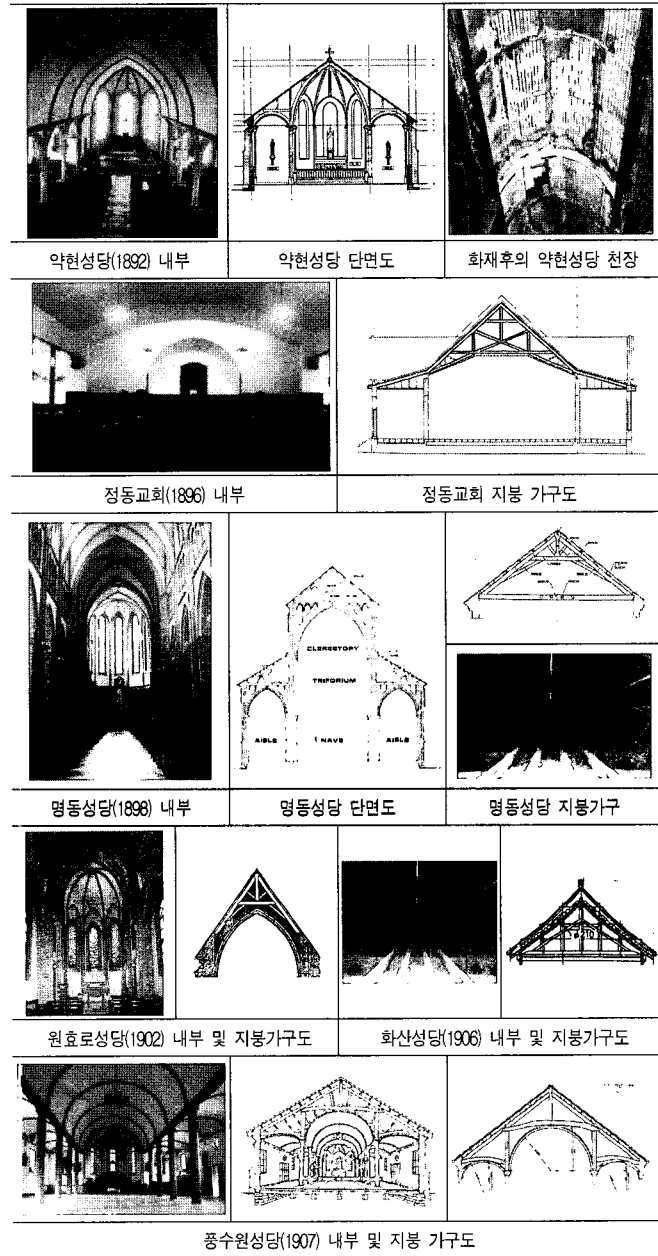 약현성당(1892) 내부
약현성당 단면도
화재후의 약현성당 천장
정동교회(1896) 내부
정동교회 지붕 가구도
CLERESTORY
TRIFORIUM
AISLE
NAVE
AISLE
명동성당(1898) 내부
명동성당 단면도
명동성당 지붕가구
원효로성당(1902) 내부 및 지붕가구도
화산성당(1906) 내부 및 지붕가구도
풍수원성당(1907) 내부 및 지붕 가구도